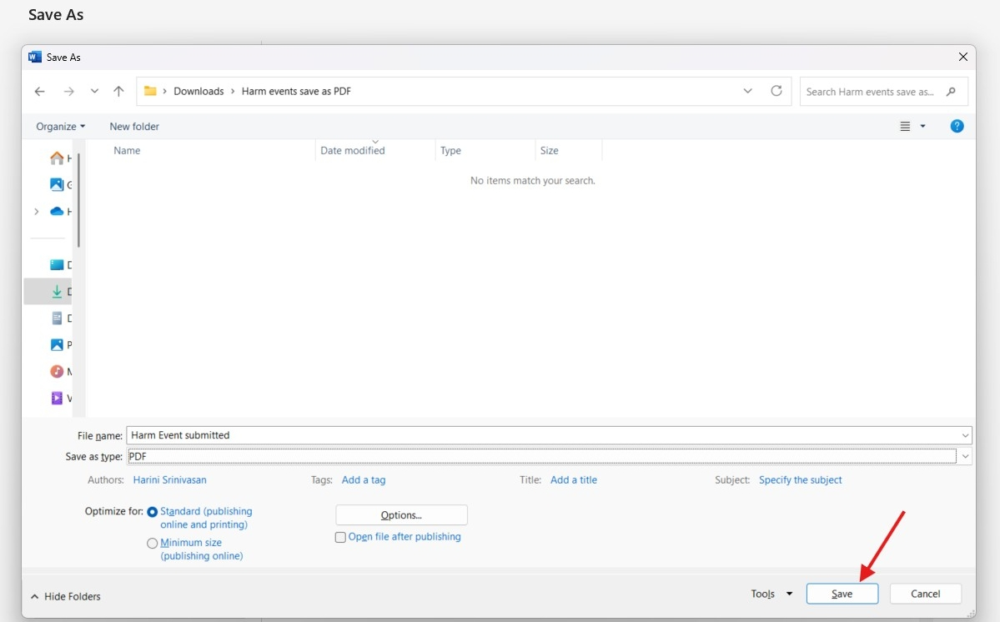 Save As
Save As
Downloads > Harm events save as PDF
Search Harm events save as...
Organize
New folder
Name
Date modified
Type
Size
No items match your search.
H
G
H
D
D
D
P
M
V
File name: Harm Event submitted
Save as type: PDF
Authors: Harini Srinivasan
Tags: Add a tag
Title: Add a title
Subject: Specify the subject
Optimize for: Standard (publishing
online and printing)
Minimum size
(publishing online)
Options...
Open file after publishing
Hide Folders
Tools
Save
Cancel